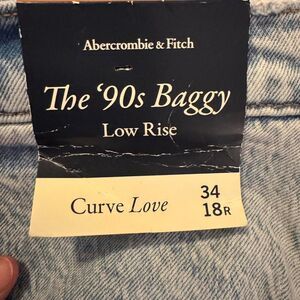 Abercrombie & Fitch
The '90s Baggy
Low Rise
Curve Love
34
18R